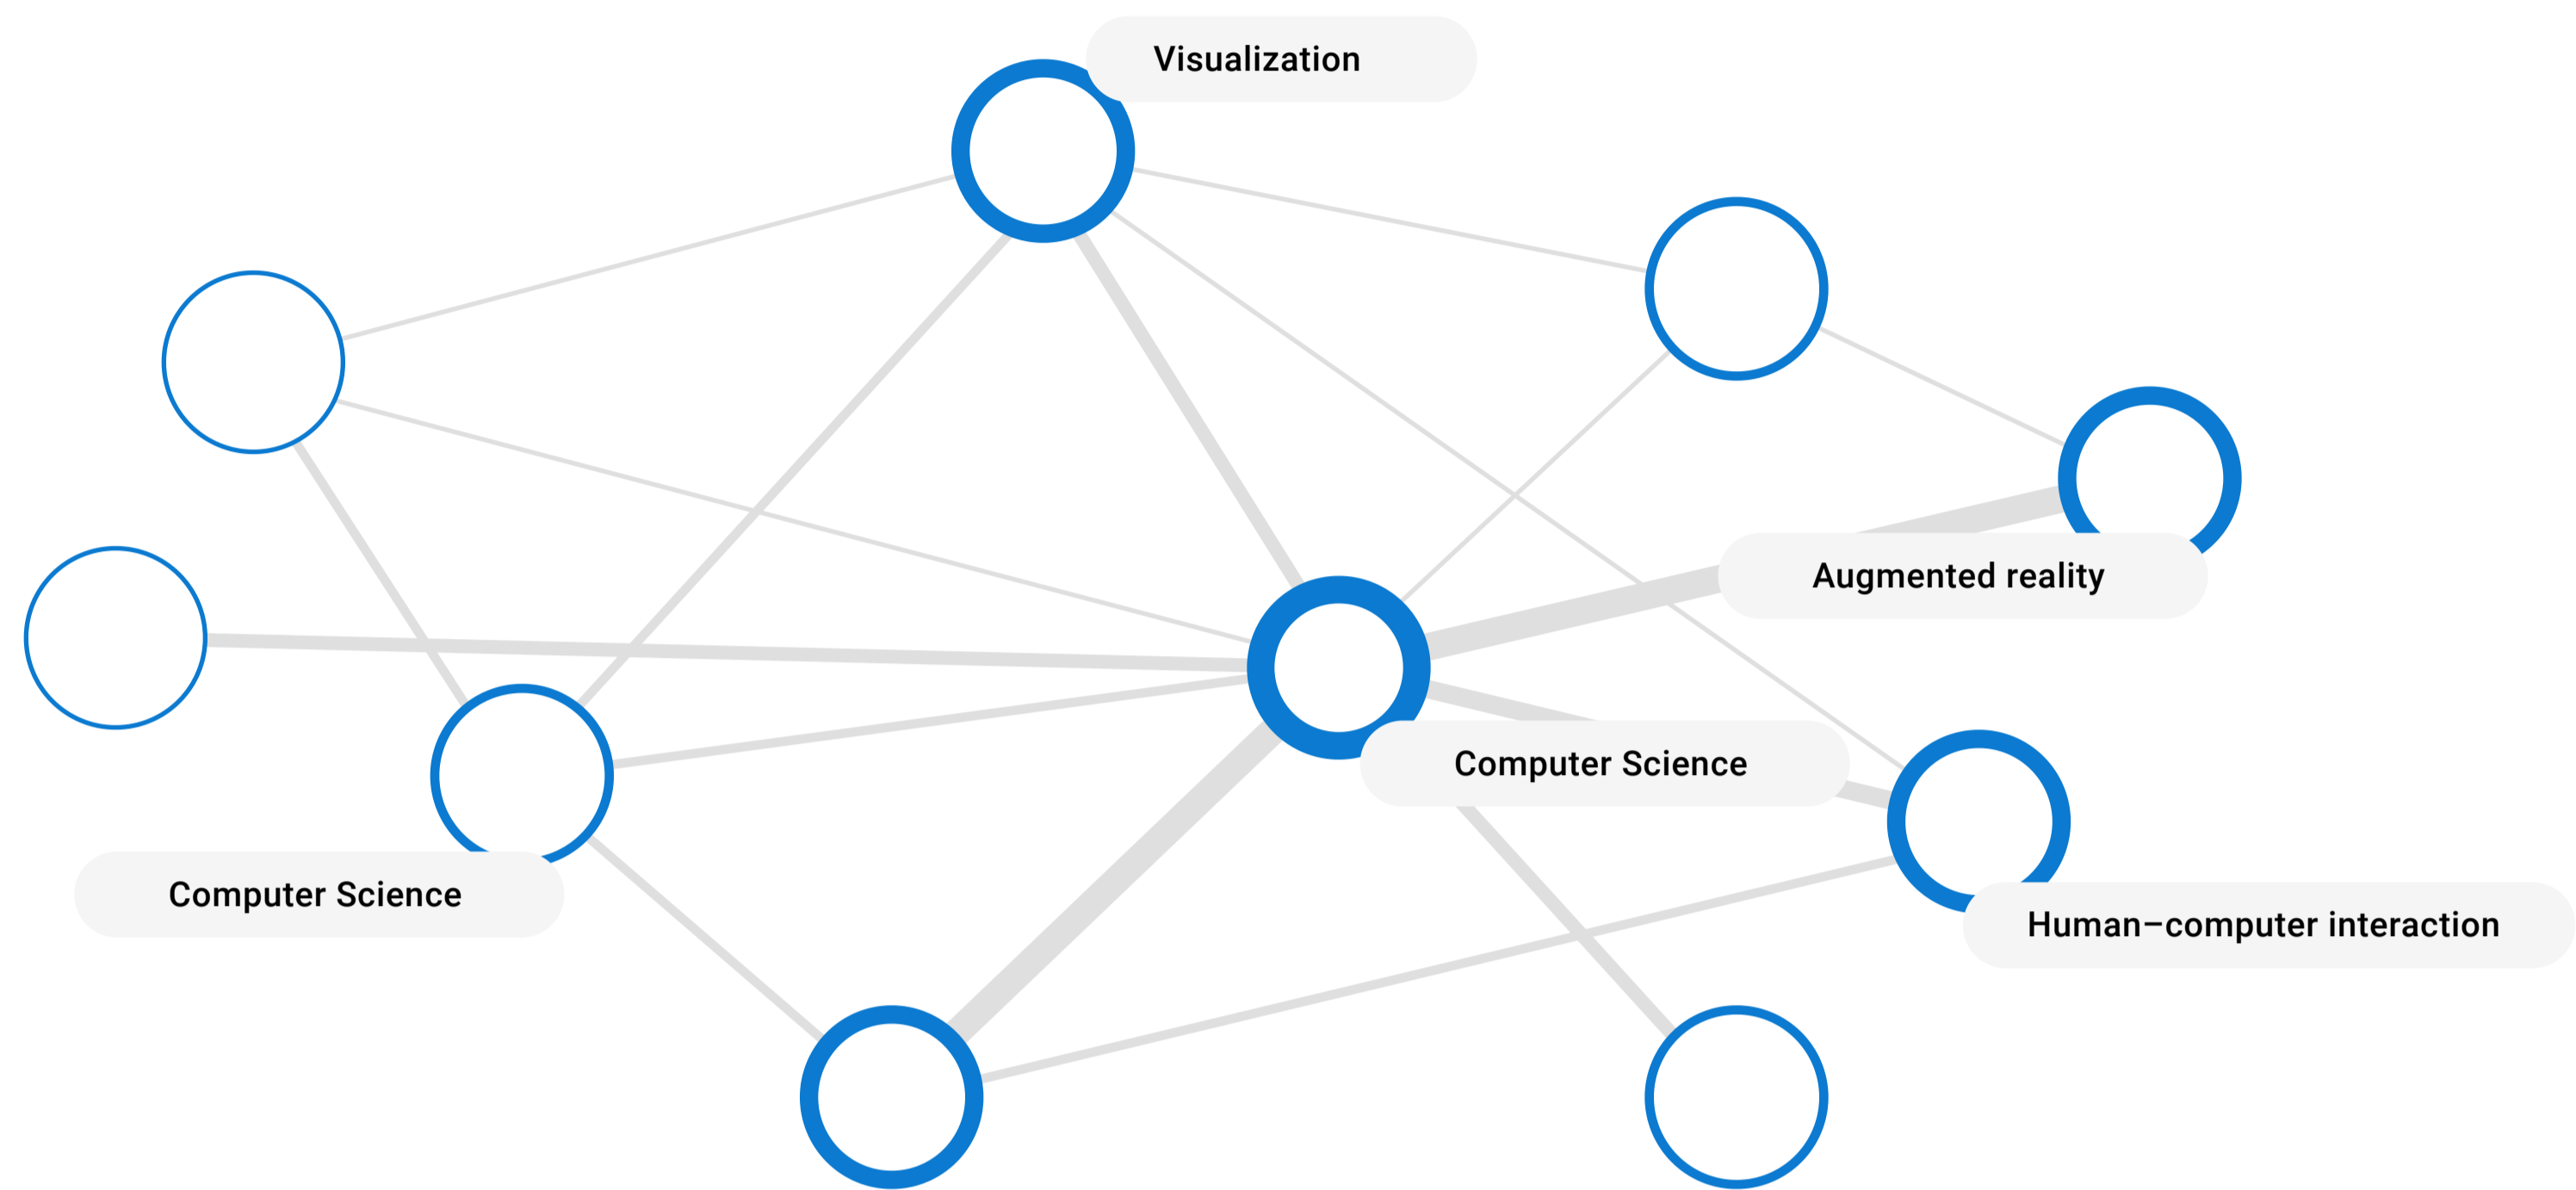 Visualization
Augmented reality
Computer Science
Computer Science
Human–computer interaction